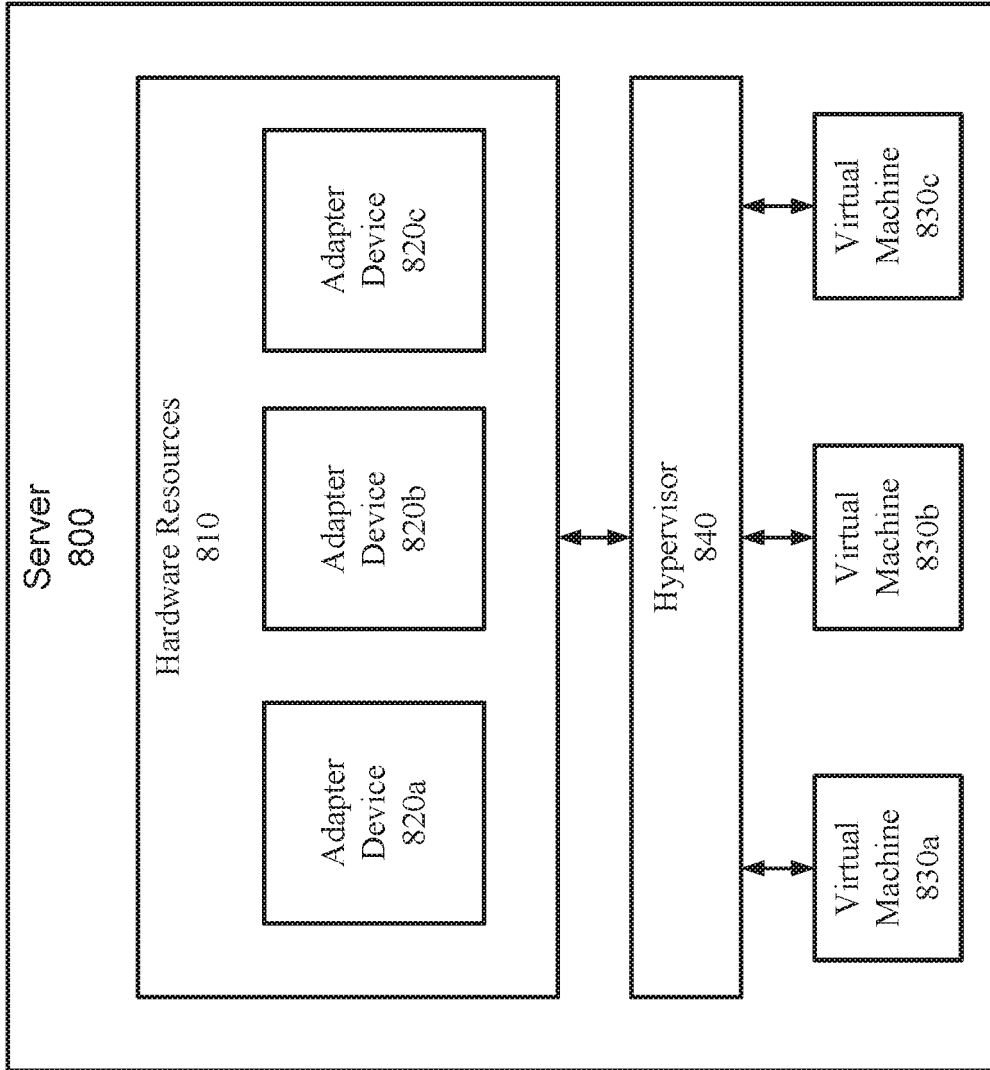 Server
800
Hardware Resources
810
Adapter
Device
820a
Adapter
Device
820b
Adapter
Device
820c
Hypervisor
840
Virtual
Machine
830a
Virtual
Machine
830b
Virtual
Machine
830c